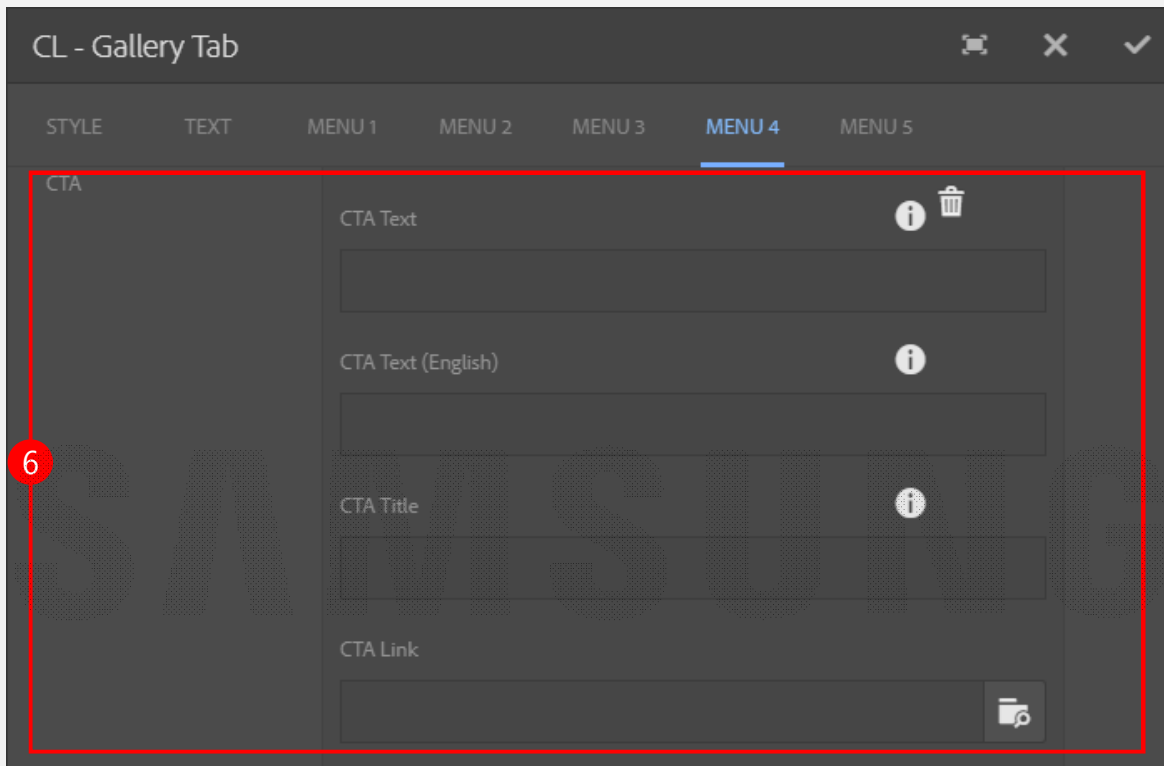 CL - Gallery Tab
STYLE TEXT MENU 1 MENU 2 MENU 3 MENU 4 MENU 5
CTA
CTA Text
CTA Text (English)
6
SAMSUNG
CTA Title
CTA Link